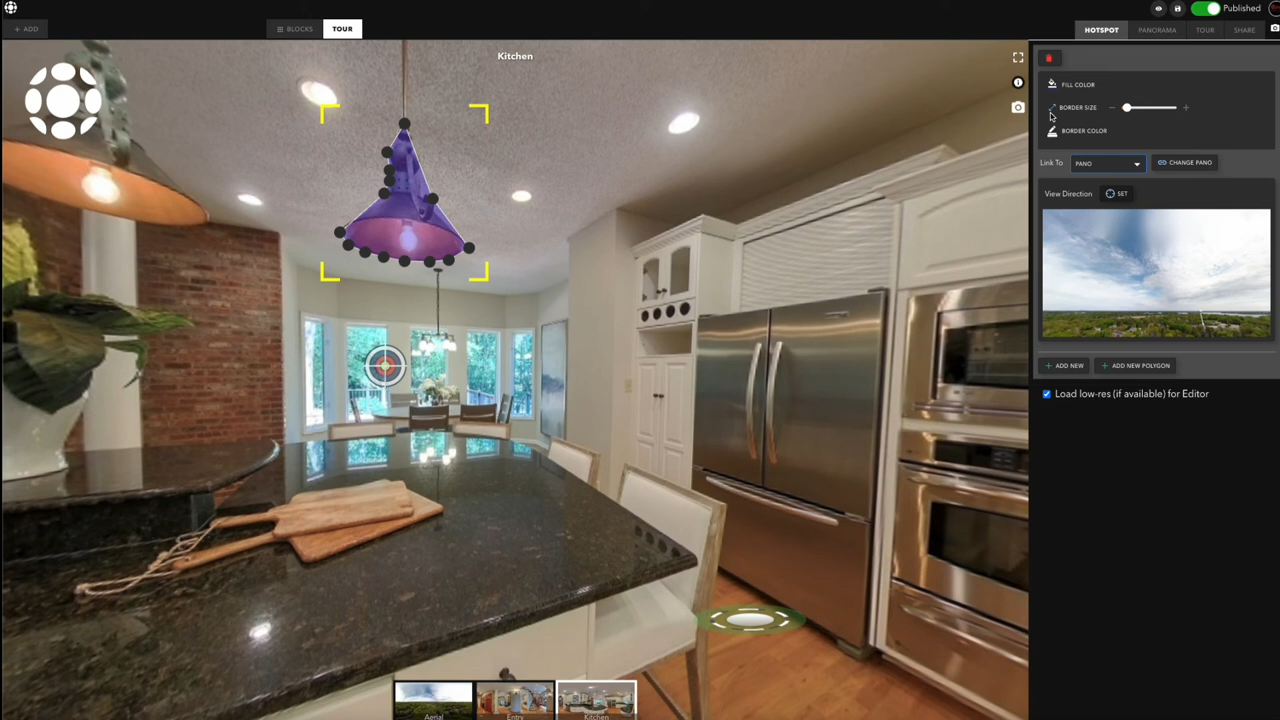 Published
+ ADD
BLOCKS
TOUR
HOTSPOT
PANORAMA
TOUR
SHARE
Kitchen
FILL COLOR
BORDER SIZE
BORDER COLOR
Link To
PANO
CHANGE PANO
View Direction
SET
+ ADD NEW
+ ADD NEW POLYGON
Load low-res (if available) for Editor
Aerial
Entry
Kitchen